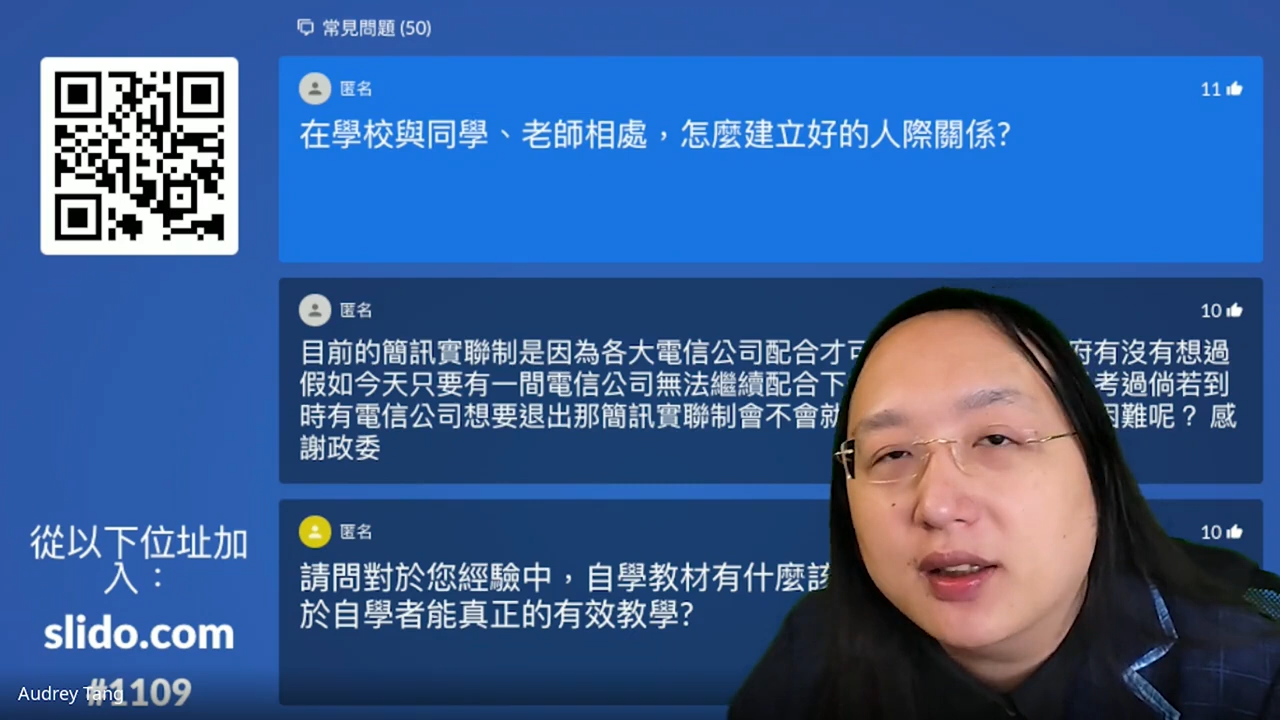 常見問題 (50)
匿名
11
在學校與同學、老師相處，怎麼建立好的人際關係?
匿名
10
目前的簡訊實聯制是因為各大電信公司配合才可 府有沒有想過
假如今天只要有一間電信公司無法繼續配合下 考過倘若到
時有電信公司想要退出那簡訊實聯制會不會就 困難呢？ 感
謝政委
匿名
10
請問對於您經驗中，自學教材有什麼該
於自學者能真正的有效教學?
從以下位址加
入：
slido.com
#1109
Audrey Tang